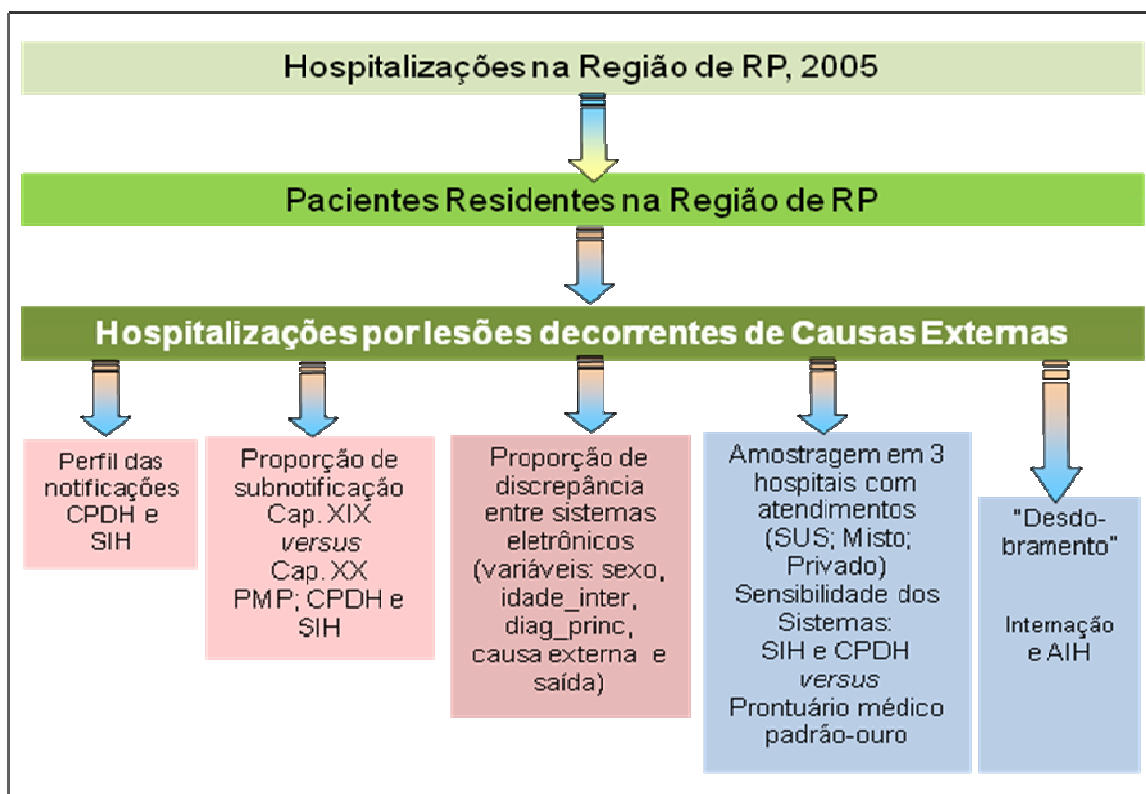 Hospitalizações na Região de RP, 2005
Pacientes Residentes na Região de RP
Hospitalizações por lesões decorrentes de Causas Externas
Perfil das
notificações
CPDH e
SIH
Proporção de
subnotificação
Cap. XIX
versus
Cap. XX
PMP; CPDH e
SIH
Proporção de
discrepância
entre sistemas
eletrônicos
(variáveis: sexo,
idade_inter,
diag_princ,
causa externa e
saída)
Amostragem em 3
hospitais com
atendimentos
(SUS; Misto;
Privado)
Sensibilidade dos
Sistemas:
SIH e CPDH
versus
Prontuário médico
padrão-ouro
"Desdo-
bramento"
Internação
e AIH